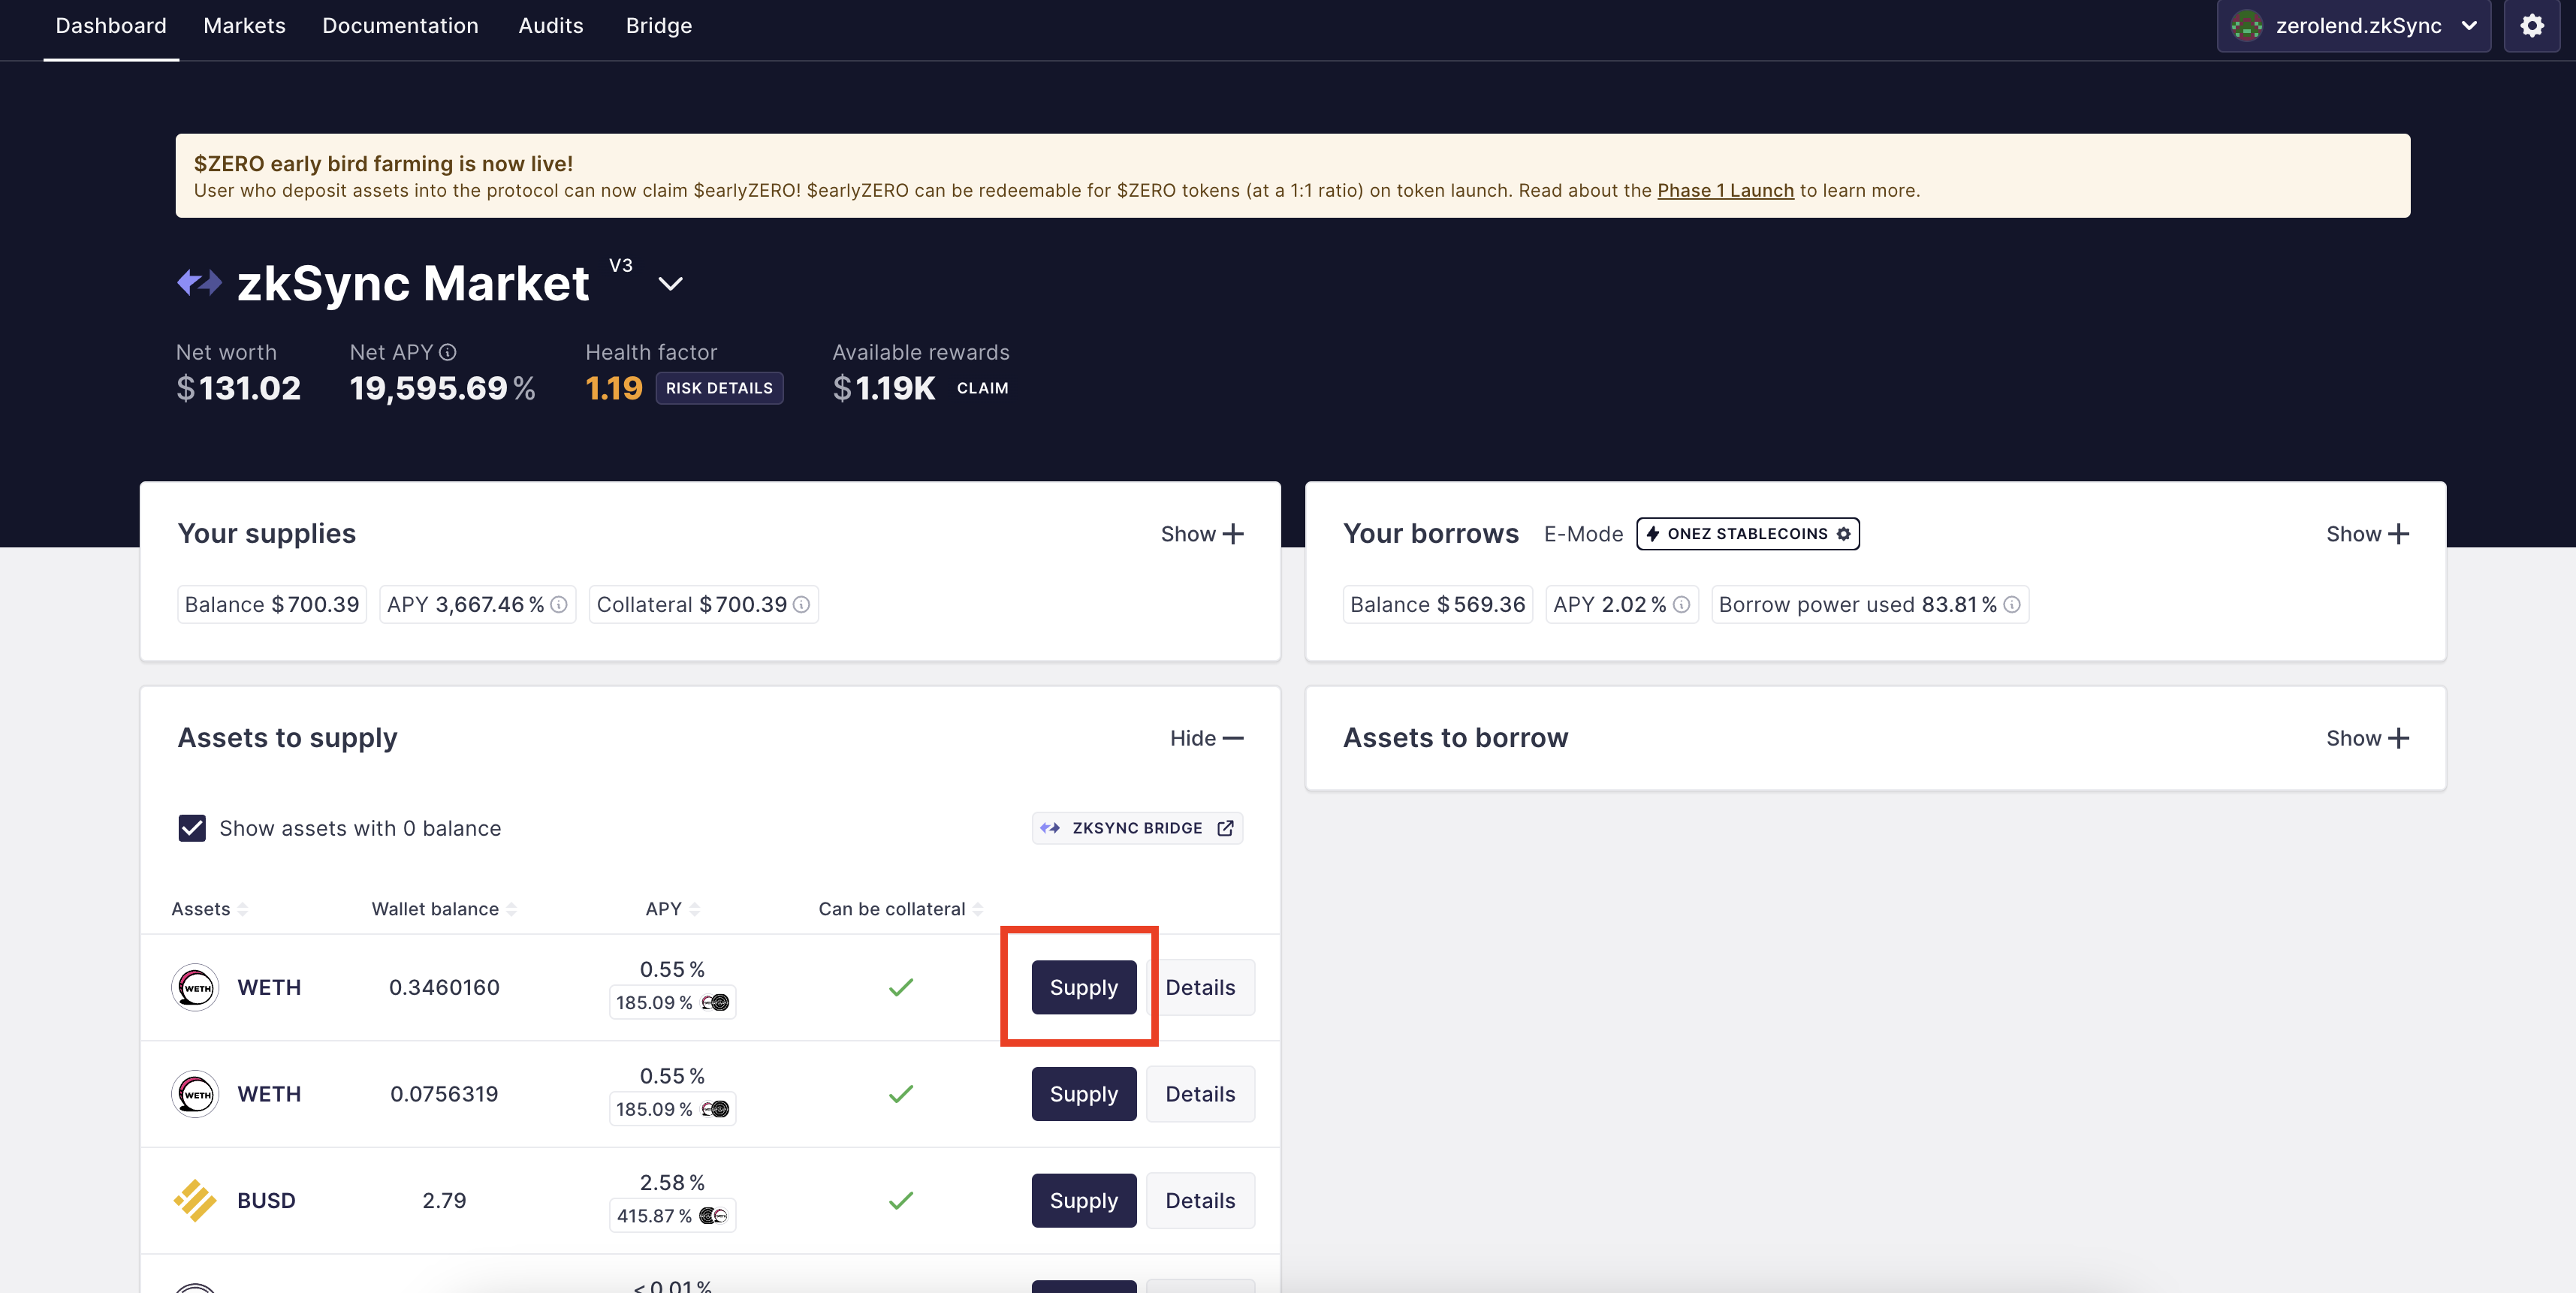 Dashboard Markets Documentation Audits Bridge zerolend.zkSync
$ZERO early bird farming is now live!
User who deposit assets into the protocol can now claim $earlyZERO! $earlyZERO can be redeemable for $ZERO tokens (at a 1:1 ratio) on token launch. Read about the Phase 1 Launch to learn more.
zkSync Market V3
Net worth Net APY Health factor Available rewards
$131.02 19,595.69% 1.19 RISK DETAILS $1.19K CLAIM
Your supplies Show
Balance $700.39 APY 3,667.46% Collateral $700.39
Your borrows E-Mode ONEZ STABLECOINS Show
Balance $569.36 APY 2.02% Borrow power used 83.81%
Assets to supply Hide
Assets to borrow Show
Show assets with 0 balance ZKSYNC BRIDGE
Assets Wallet balance APY Can be collateral
WETH WETH 0.3460160 0.55% Supply Details
185.09%
WETH WETH 0.0756319 0.55% Supply Details
185.09%
BUSD 2.79 2.58% Supply Details
415.87%
<0.01%